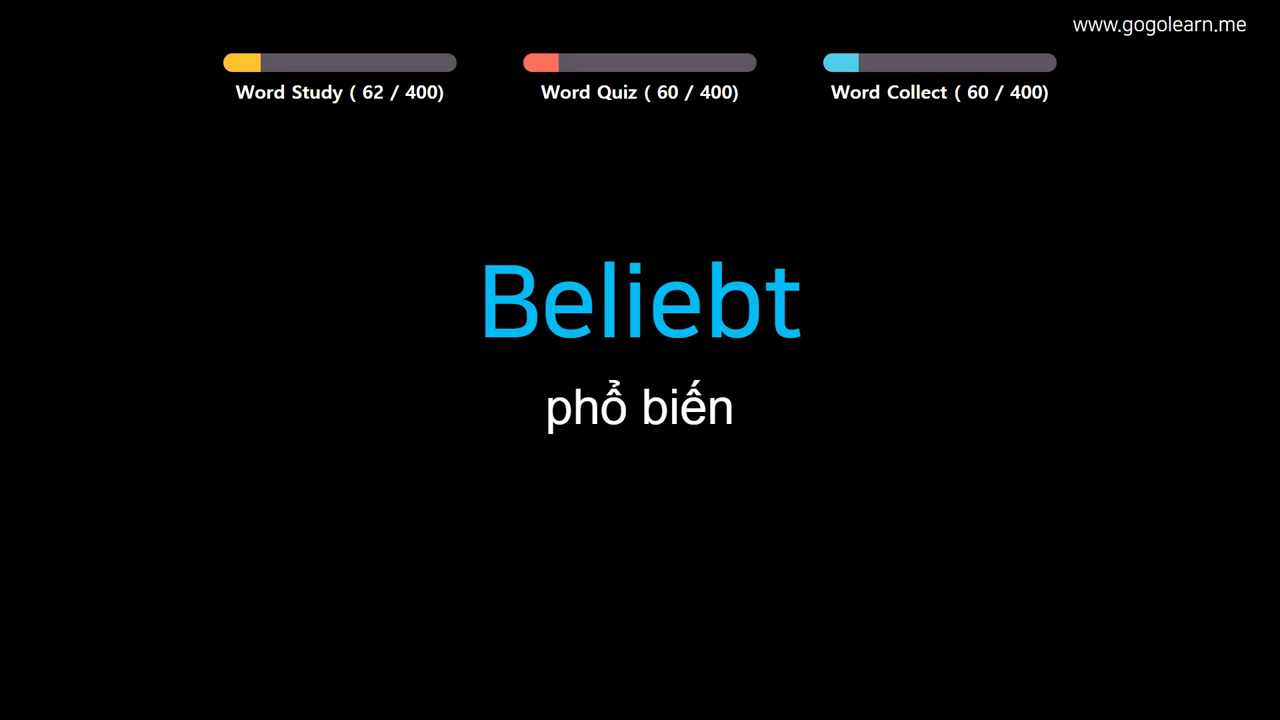 www.gogolearn.me
Word Study ( 62 / 400)
Word Quiz ( 60 / 400)
Word Collect ( 60 / 400)
Beliebt
phổ biến